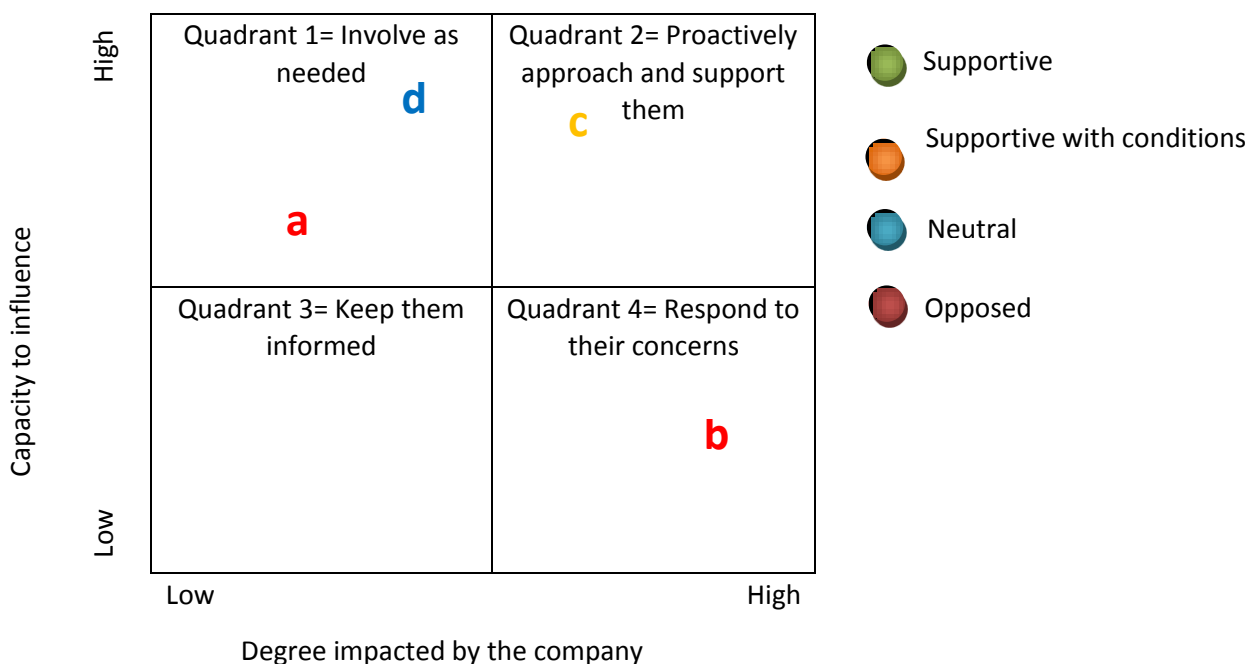 Quadrant 1= Involve as
needed
d
a
Quadrant 2= Proactively
approach and support
them
c
Quadrant 3= Keep them
informed
Quadrant 4= Respond to
their concerns
b
High
Capacity to influence
Low
Low
High
Degree impacted by the company
Supportive
Supportive with conditions
Neutral
Opposed